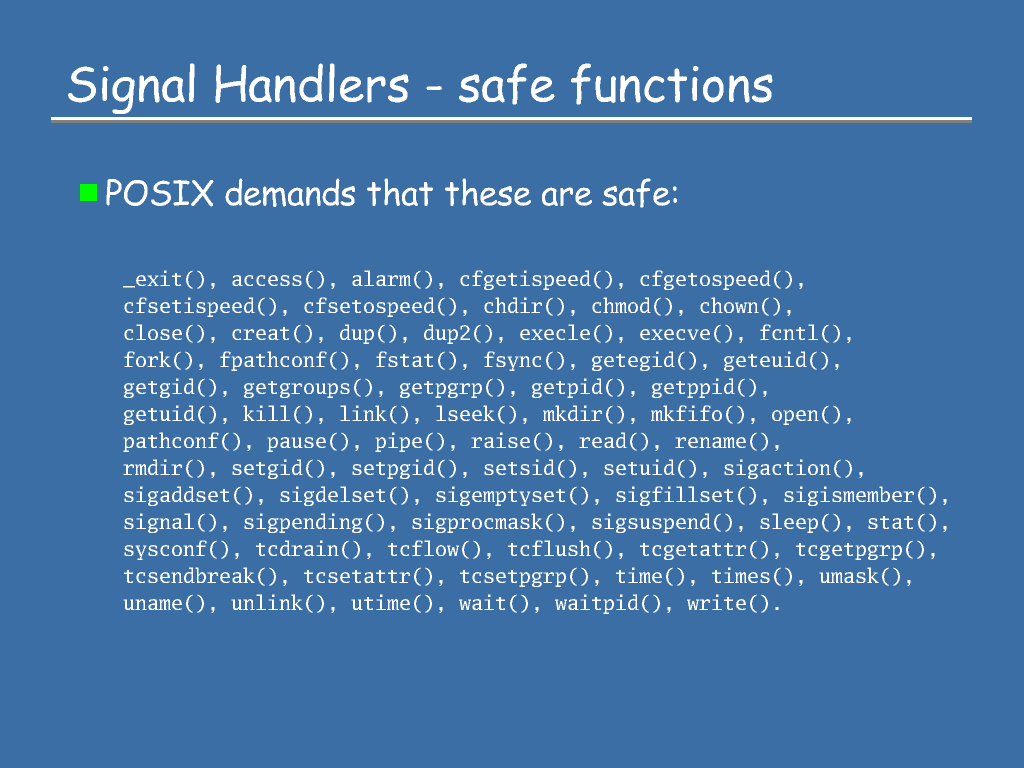 Signal Handlers - safe functions
POSIX demands that these are safe:
_exit(), access(), alarm(), cfgetispeed(), cfgetospeed(),
cfsetispeed(), cfsetospeed(), chdir(), chmod(), chown(),
close(), creat(), dup(), dup2(), execle(), execve(), fcntl(),
fork(), fpathconf(), fstat(), fsync(), getegid(), geteuid(),
getgid(), getgroups(), getpgrp(), getpid(), getppid(),
getuid(), kill(), link(), lseek(), mkdir(), mkfifo(), open(),
pathconf(), pause(), pipe(), raise(), read(), rename(),
rmdir(), setgid(), setpgid(), setsid(), setuid(), sigaction(),
sigaddset(), sigdelset(), sigemptyset(), sigfillset(), sigismember(),
signal(), sigpending(), sigprocmask(), sigsuspend(), sleep(), stat(),
sysconf(), tcdrain(), tcflow(), tcflush(), tcgetattr(), tcgetpgrp(),
tcsendbreak(), tcsetattr(), tcsetpgrp(), time(), times(), umask(),
uname(), unlink(), utime(), wait(), waitpid(), write().